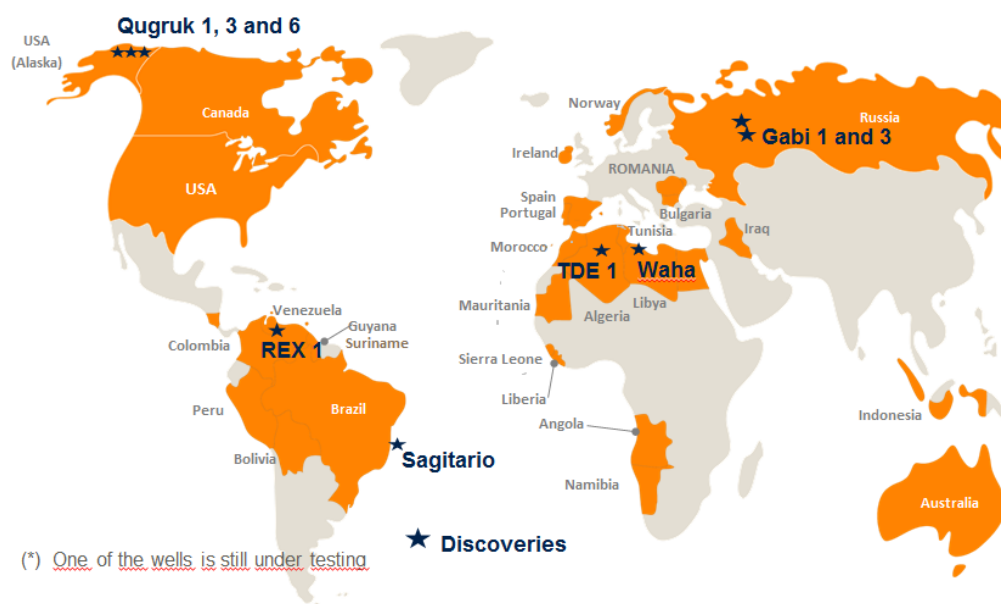 Qugruk 1, 3 and 6
USA
(Alaska)
Canada
USA
Norway
Russia
Gabi 1 and 3
Ireland
ROMANIA
Spain
Portugal
Bulgaria
Tunisia
Iraq
Morocco
TDE 1
Waha
Mauritania
Libya
Algeria
Venezuela
Guyana
Suriname
Colombia
REX 1
Sierra Leone
Liberia
Peru
Brazil
Indonesia
Angola
Bolivia
Sagitario
Namibia
Australia
Discoveries
(*) One of the wells is still under testing